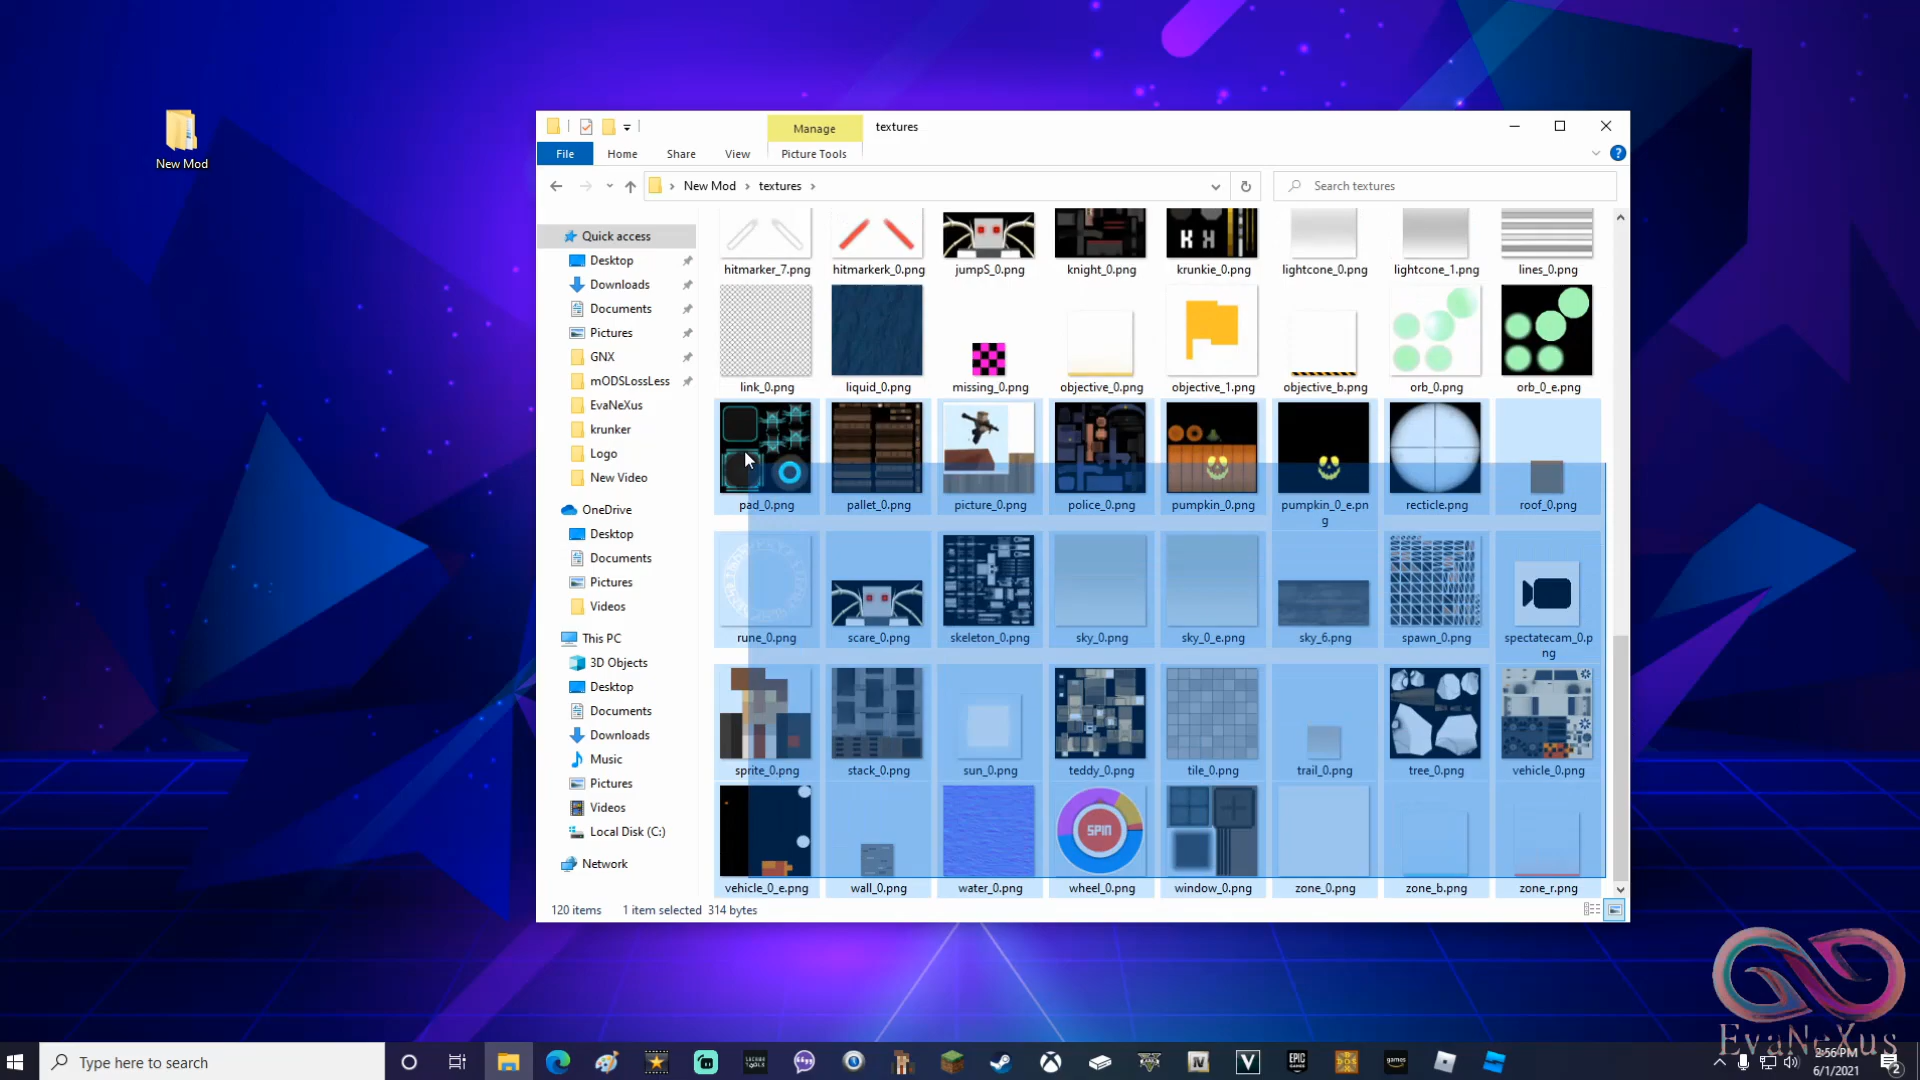 New Mod
Manage
textures
File
Home
Share
View
Picture Tools
New Mod
textures
Search textures
Quick access
Desktop
Downloads
Documents
Pictures
GNX
mODSLossLess
EvaNeXus
krunker
Logo
New Video
OneDrive
Desktop
Documents
Pictures
Videos
This PC
3D Objects
Desktop
Documents
Downloads
Music
Pictures
Videos
Local Disk (C:)
Network
hitmarker_7.png
hitmarkerk_0.png
jumpS_0.png
knight_0.png
krunkie_0.png
lightcone_0.png
lightcone_1.png
lines_0.png
link_0.png
liquid_0.png
missing_0.png
objective_0.png
objective_1.png
objective_b.png
orb_0.png
orb_0_e.png
pad_0.png
pallet_0.png
picture_0.png
police_0.png
pumpkin_0.png
pumpkin_0_e.pn
g
recticle.png
roof_0.png
rune_0.png
scare_0.png
skeleton_0.png
sky_0.png
sky_0_e.png
sky_6.png
spawn_0.png
spectatecam_0.p
ng
sprite_0.png
stack_0.png
sun_0.png
teddy_0.png
tile_0.png
trail_0.png
tree_0.png
vehicle_0.png
SPIN
vehicle_0_e.png
wall_0.png
water_0.png
wheel_0.png
window_0.png
zone_0.png
zone_b.png
zone_r.png
120 items
1 item selected 314 bytes
EvaNeXus
Type here to search
EPIC
GAMES
games
2:56 PM
6/1/2021
2